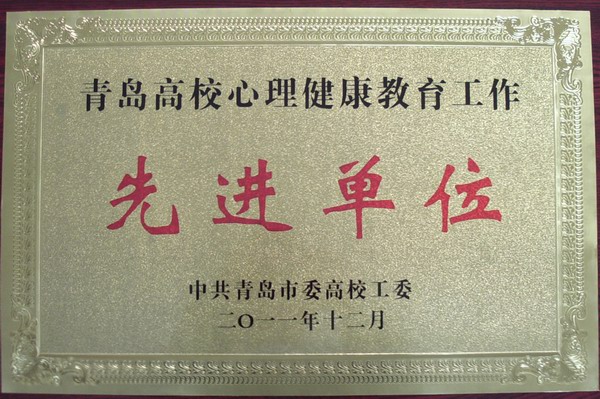 青岛高校心理健康教育工作
先进单位
中共青岛市委高校工委
二〇一一年十二月